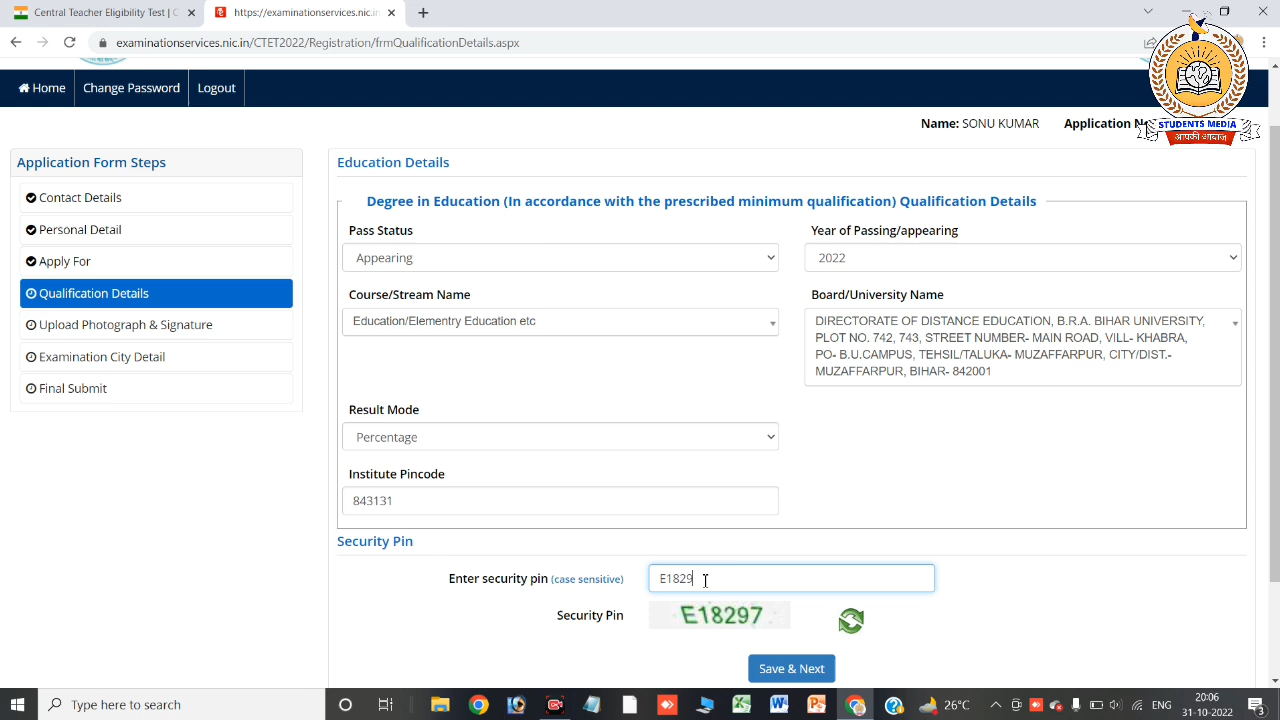 Central Teacher Eligibility Test | C
https://examinationservices.nic.in
examinationservices.nic.in/CTET2022/Registration/frmQualificationDetails.aspx
Home
Change Password
Logout
STUDENTS MEDIA
आपकी आवाज
Name: SONU KUMAR
Application N
Application Form Steps
Contact Details
Personal Detail
Apply For
Qualification Details
Upload Photograph & Signature
Examination City Detail
Final Submit
Education Details
Degree in Education (In accordance with the prescribed minimum qualification) Qualification Details
Pass Status
Year of Passing/appearing
Appearing
2022
Course/Stream Name
Board/University Name
Education/Elementry Education etc
DIRECTORATE OF DISTANCE EDUCATION, B.R.A. BIHAR UNIVERSITY,
PLOT NO. 742, 743, STREET NUMBER- MAIN ROAD, VILL- KHABRA,
PO- B.U.CAMPUS, TEHSIL/TALUKA- MUZAFFARPUR, CITY/DIST.-
MUZAFFARPUR, BIHAR- 842001
Result Mode
Percentage
Institute Pincode
843131
Security Pin
Enter security pin (case sensitive)
E1829
Security Pin
E18297
Save & Next
Type here to search
26°C
ENG
20:06
31-10-2022
3